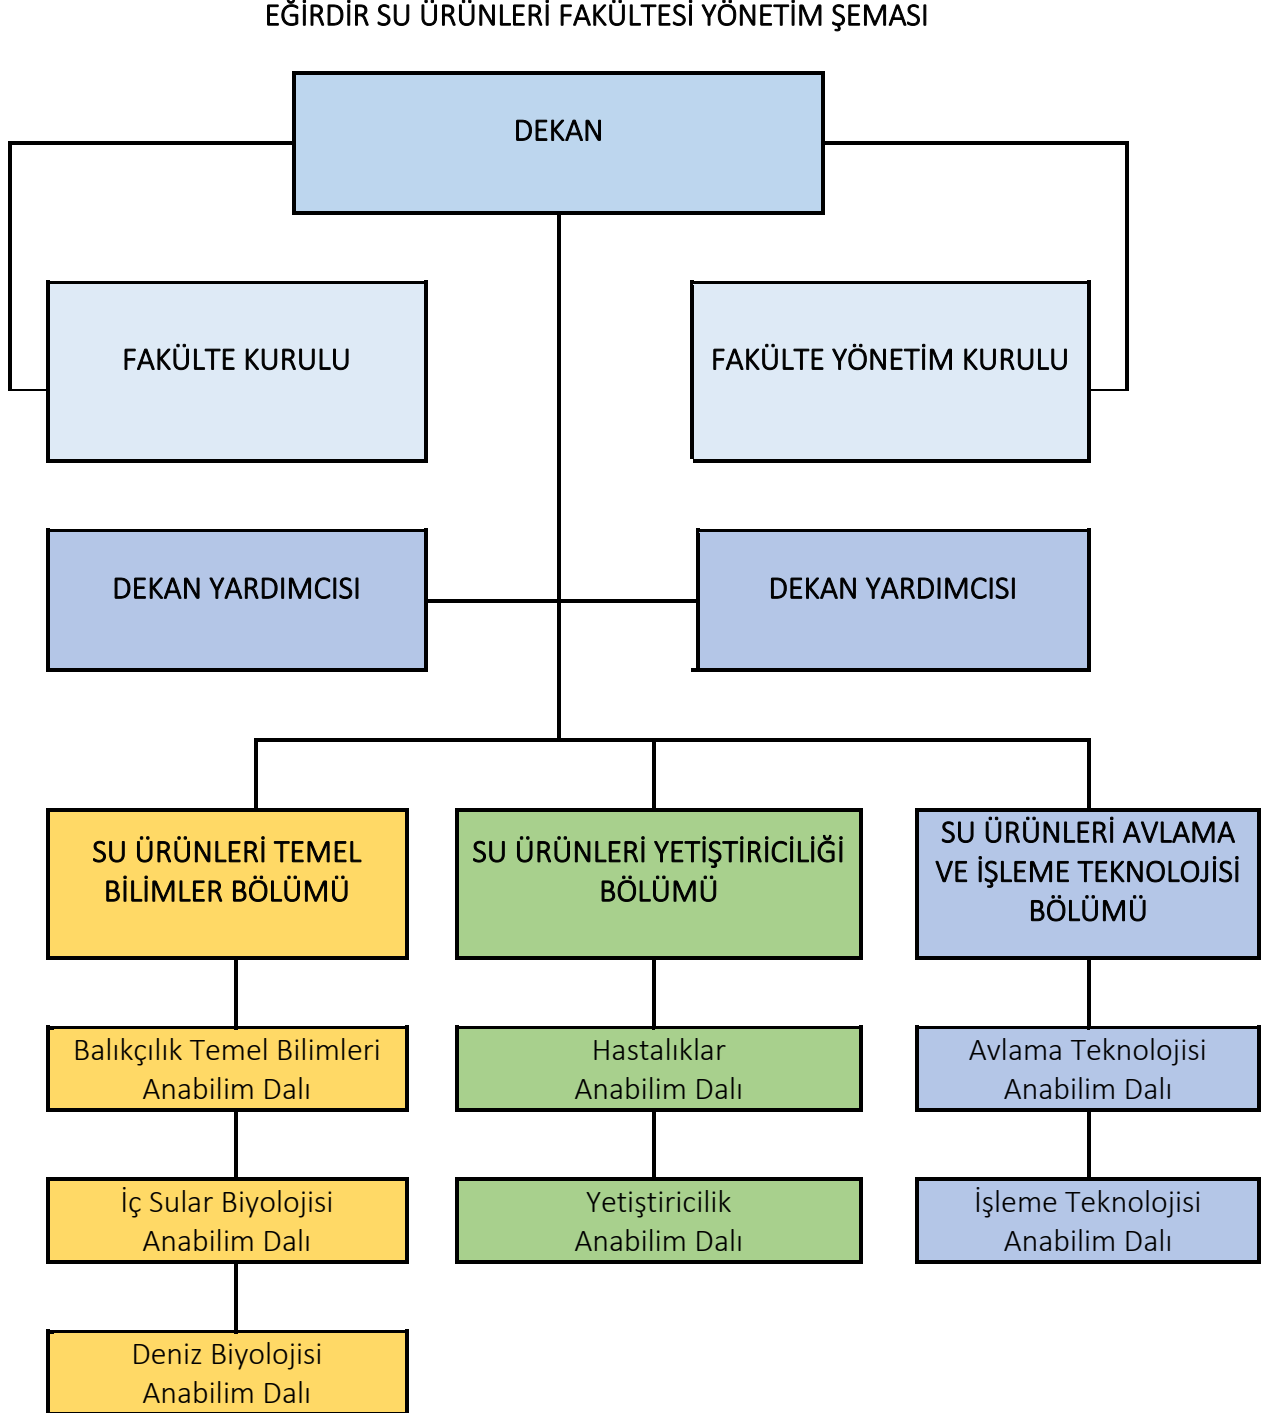 EĞİRDİR SU ÜRÜNLERİ FAKÜLTESİ YÖNETİM ŞEMASI
DEKAN
FAKÜLTE KURULU
FAKÜLTE YÖNETİM KURULU
DEKAN YARDIMCISI
DEKAN YARDIMCISI
SU ÜRÜNLERİ TEMEL
BİLİMLER BÖLÜMÜ
SU ÜRÜNLERİ YETİŞTİRİCİLİĞİ
BÖLÜMÜ
SU ÜRÜNLERİ AVLAMA
VE İŞLEME TEKNOLOJİSİ
BÖLÜMÜ
Balıkçılık Temel Bilimleri
Anabilim Dalı
Hastalıklar
Anabilim Dalı
Avlama Teknolojisi
Anabilim Dalı
İç Sular Biyolojisi
Anabilim Dalı
Yetiştiricilik
Anabilim Dalı
İşleme Teknolojisi
Anabilim Dalı
Deniz Biyolojisi
Anabilim Dalı